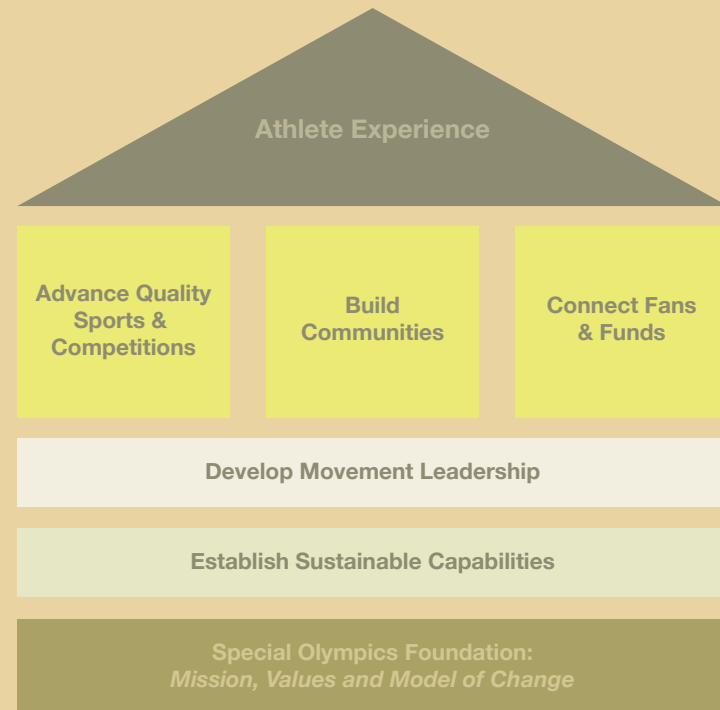 Athlete Experience
Advance Quality
Sports &
Competitions
Build
Communities
Connect Fans
& Funds
Develop Movement Leadership
Establish Sustainable Capabilities
Special Olympics Foundation:
Mission, Values and Model of Change